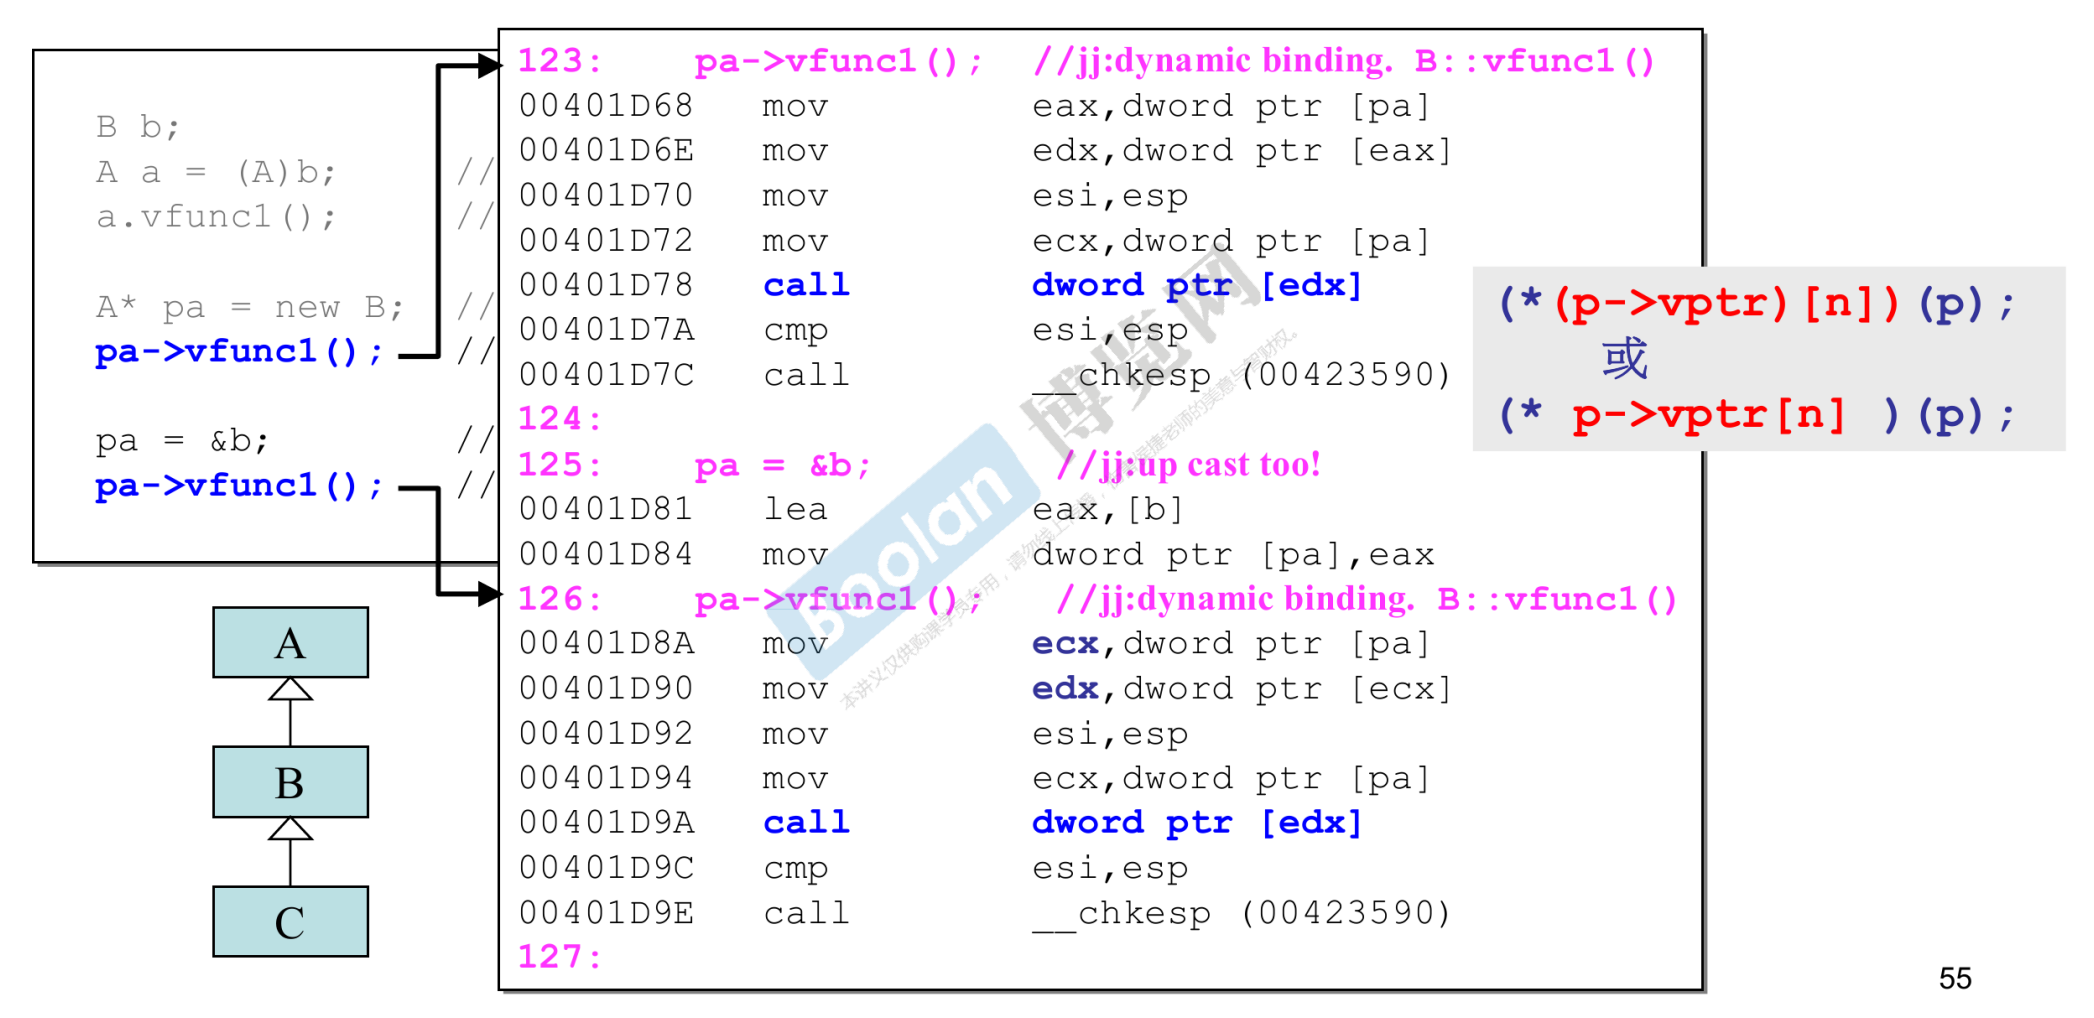 B b;
A a = (A)b; //
a.vfunc1(); //
A* pa = new B; //
pa->vfunc1(); //
pa = &b; //
pa->vfunc1(); //
A
B
C
123: pa->vfunc1(); //jj:dynamic binding. B::vfunc1()
00401D68 mov eax,dword ptr [pa]
00401D6E mov edx,dword ptr [eax]
00401D70 mov esi,esp
00401D72 mov ecx,dword ptr [pa]
00401D78 call dword ptr [edx]
00401D7A cmp esi,esp
00401D7C call __chkesp (00423590)
124:
125: pa = &b; //jj:up cast too!
00401D81 lea eax,[b]
00401D84 mov dword ptr [pa],eax
126: pa->vfunc1(); //jj:dynamic binding. B::vfunc1()
00401D8A mov ecx,dword ptr [pa]
00401D90 mov edx,dword ptr [ecx]
00401D92 mov esi,esp
00401D94 mov ecx,dword ptr [pa]
00401D9A call dword ptr [edx]
00401D9C cmp esi,esp
00401D9E call __chkesp (00423590)
127:
(*(p->vptr)[n])(p);
或
(* p->vptr[n] )(p);
Boolan
博览网
55